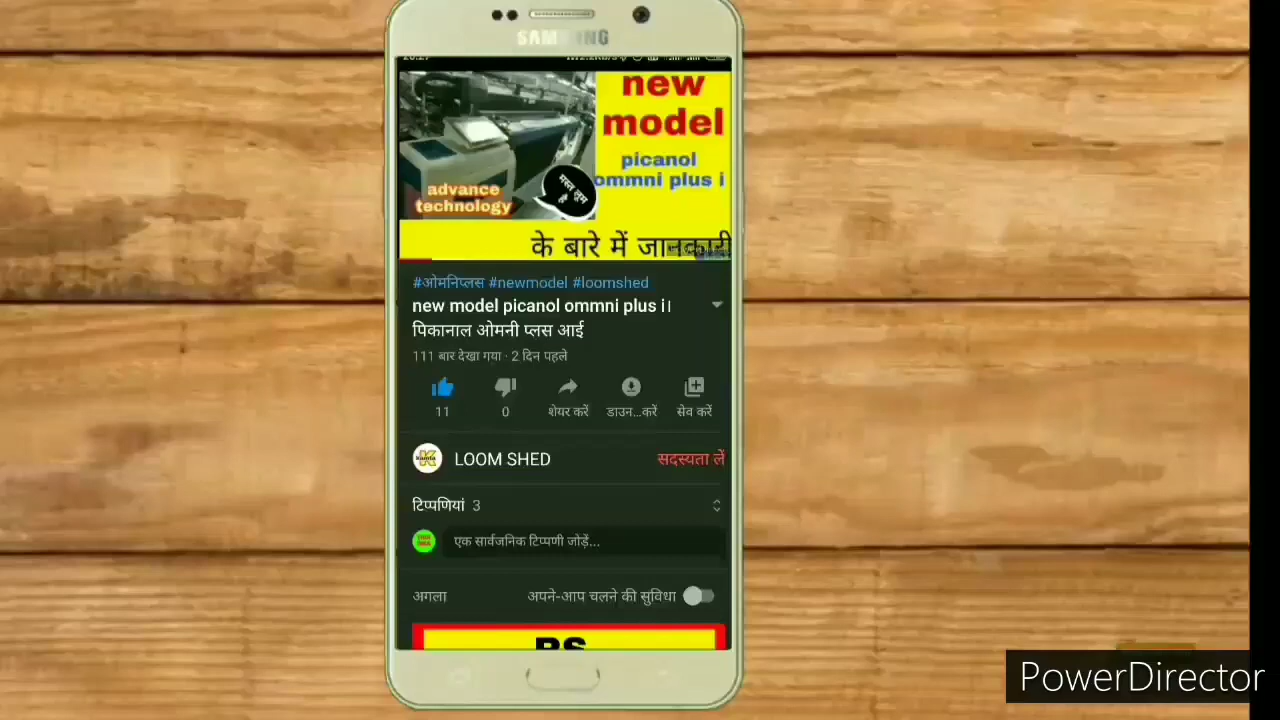 SAMSUNG
new
model
picanol
ommni plus i
advance
technology
मस्त लूम
है
के बारे में जानकारी
#ओमनिप्लस #newmodel #loomshed
new model picanol ommni plus i।
पिकानाल ओमनी प्लस आई
111 बार देखा गया · 2 दिन पहले
11
0
शेयर करें
डाउन...करें
सेव करें
LOOM SHED
सदस्यता लें
टिप्पणियां 3
एक सार्वजनिक टिप्पणी जोड़ें...
अगला
अपने-आप चलने की सुविधा
PowerDirector